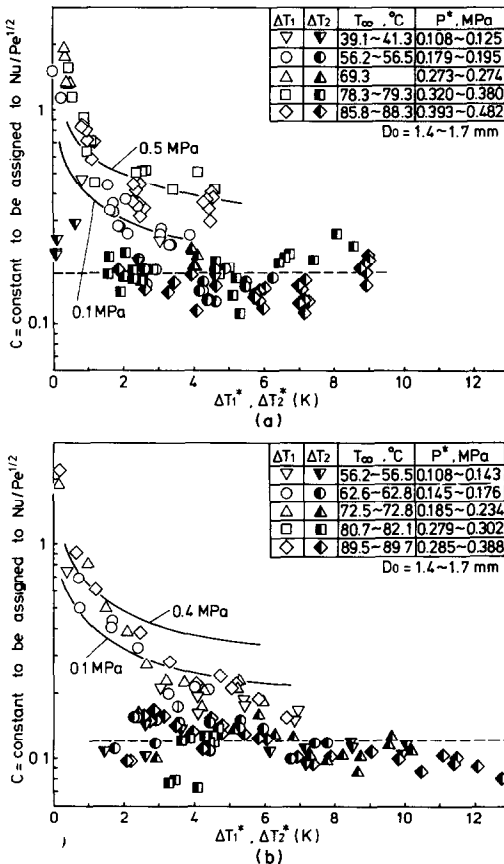 ΔT₁ ΔT₂ T∞ ,°C P*, MPa
39.1~41.3 0.108~0.125
56.2~56.5 0.179~0.195
69.3 0.273~0.274
78.3~79.3 0.320~0.380
85.8~88.3 0.393~0.482
Do = 1.4~1.7 mm
C = constant to be assigned to Nu/Pe^1/2
1
0.5 MPa
0.1 MPa
0.1
0 2 4 6 8 10 12
ΔT₁*, ΔT₂* (K)
(a)
ΔT₁ ΔT₂ T∞ ,°C P*, MPa
56.2~56.5 0.108~0.143
62.6~62.8 0.145~0.176
72.5~72.8 0.185~0.234
80.7~82.1 0.279~0.302
89.5~89.7 0.285~0.388
Do = 1.4~1.7 mm
C = constant to be assigned to Nu/Pe^1/2
1
0.4 MPa
0.1 MPa
0 1
0 2 4 6 8 10 12
ΔT₁*, ΔT₂* (K)
(b)